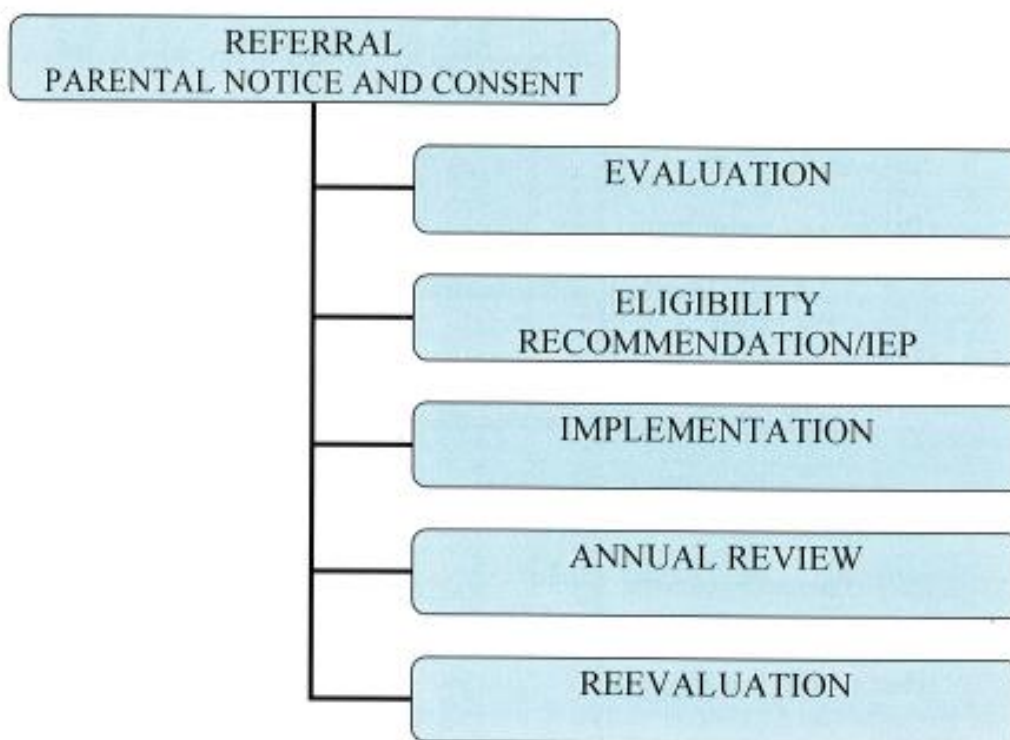 REFERRAL
PARENTAL NOTICE AND CONSENT
EVALUATION
ELIGIBILITY
RECOMMENDATION/IEP
IMPLEMENTATION
ANNUAL REVIEW
REEVALUATION